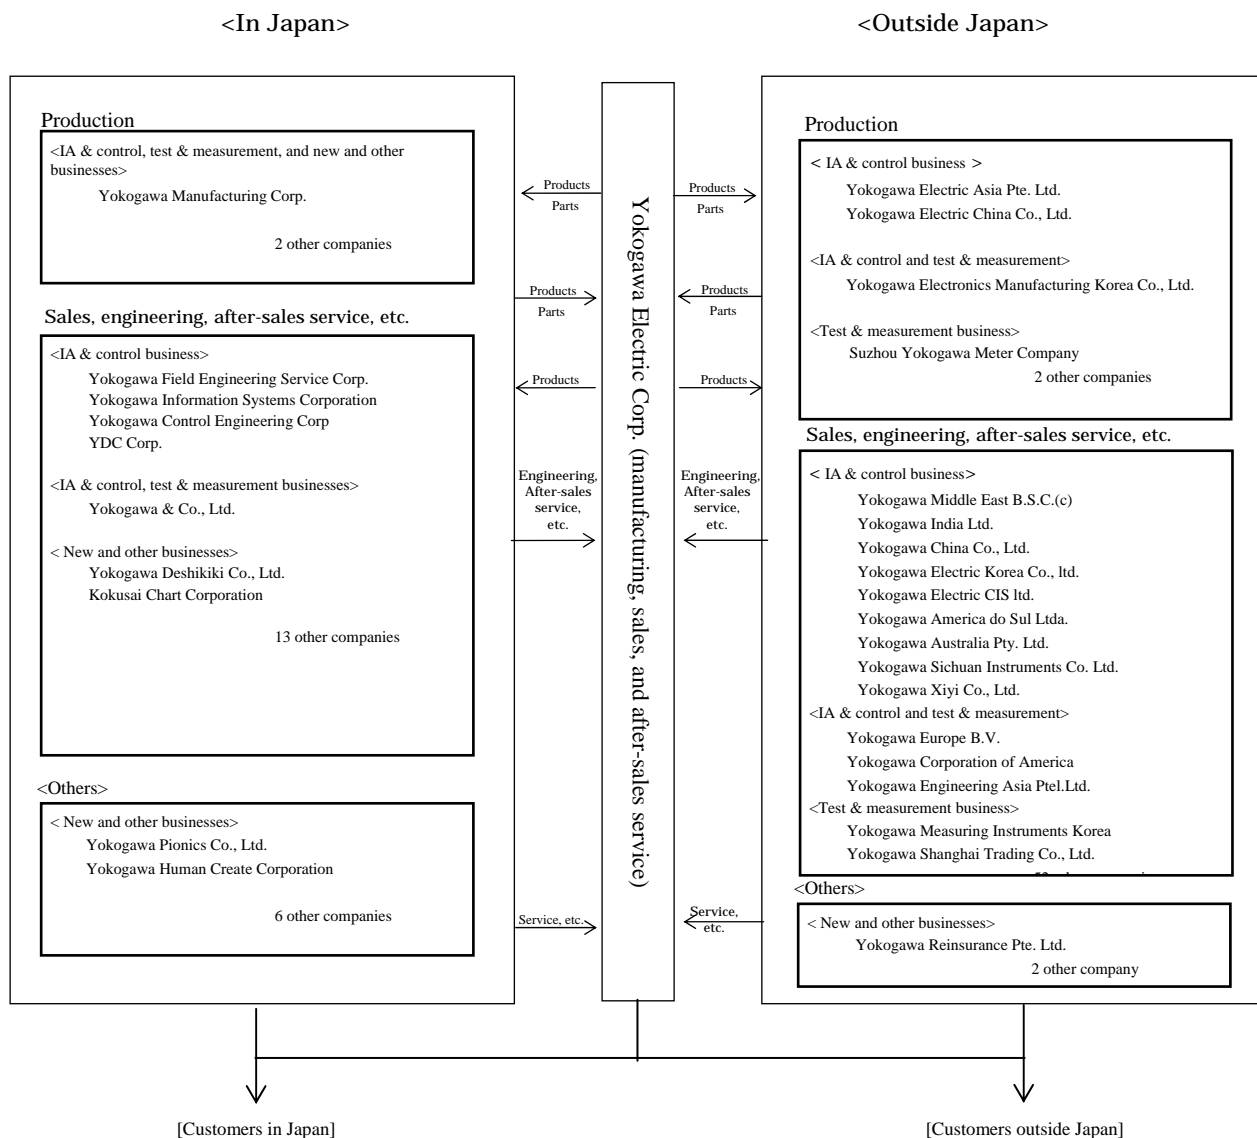 <In Japan>
Production
<IA & control, test & measurement, and new and other
businesses>
Yokogawa Manufacturing Corp.
2 other companies
Sales, engineering, after-sales service, etc.
<IA & control business>
Yokogawa Field Engineering Service Corp.
Yokogawa Information Systems Corporation
Yokogawa Control Engineering Corp
YDC Corp.
<IA & control, test & measurement businesses>
Yokogawa & Co., Ltd.
< New and other businesses>
Yokogawa Deshikiki Co., Ltd.
Kokusai Chart Corporation
13 other companies
<Others>
< New and other businesses>
Yokogawa Pionics Co., Ltd.
Yokogawa Human Create Corporation
6 other companies
Products
Parts
Products
Parts
Products
Engineering,
After-sales
service,
etc.
Service, etc.
Yokogawa Electric Corp. (manufacturing, sales, and after-sales service)
Products
Parts
Products
Parts
Products
Engineering,
After-sales
service,
etc.
Service,
etc.
<Outside Japan>
Production
< IA & control business >
Yokogawa Electric Asia Pte. Ltd.
Yokogawa Electric China Co., Ltd.
<IA & control and test & measurement>
Yokogawa Electronics Manufacturing Korea Co., Ltd.
<Test & measurement business>
Suzhou Yokogawa Meter Company
2 other companies
Sales, engineering, after-sales service, etc.
< IA & control business>
Yokogawa Middle East B.S.C.(c)
Yokogawa India Ltd.
Yokogawa China Co., Ltd.
Yokogawa Electric Korea Co., ltd.
Yokogawa Electric CIS ltd.
Yokogawa America do Sul Ltda.
Yokogawa Australia Pty. Ltd.
Yokogawa Sichuan Instruments Co. Ltd.
Yokogawa Xiyi Co., Ltd.
<IA & control and test & measurement>
Yokogawa Europe B.V.
Yokogawa Corporation of America
Yokogawa Engineering Asia Ptel.Ltd.
<Test & measurement business>
Yokogawa Measuring Instruments Korea
Yokogawa Shanghai Trading Co., Ltd.
<Others>
< New and other businesses>
Yokogawa Reinsurance Pte. Ltd.
2 other company
[Customers in Japan]
[Customers outside Japan]